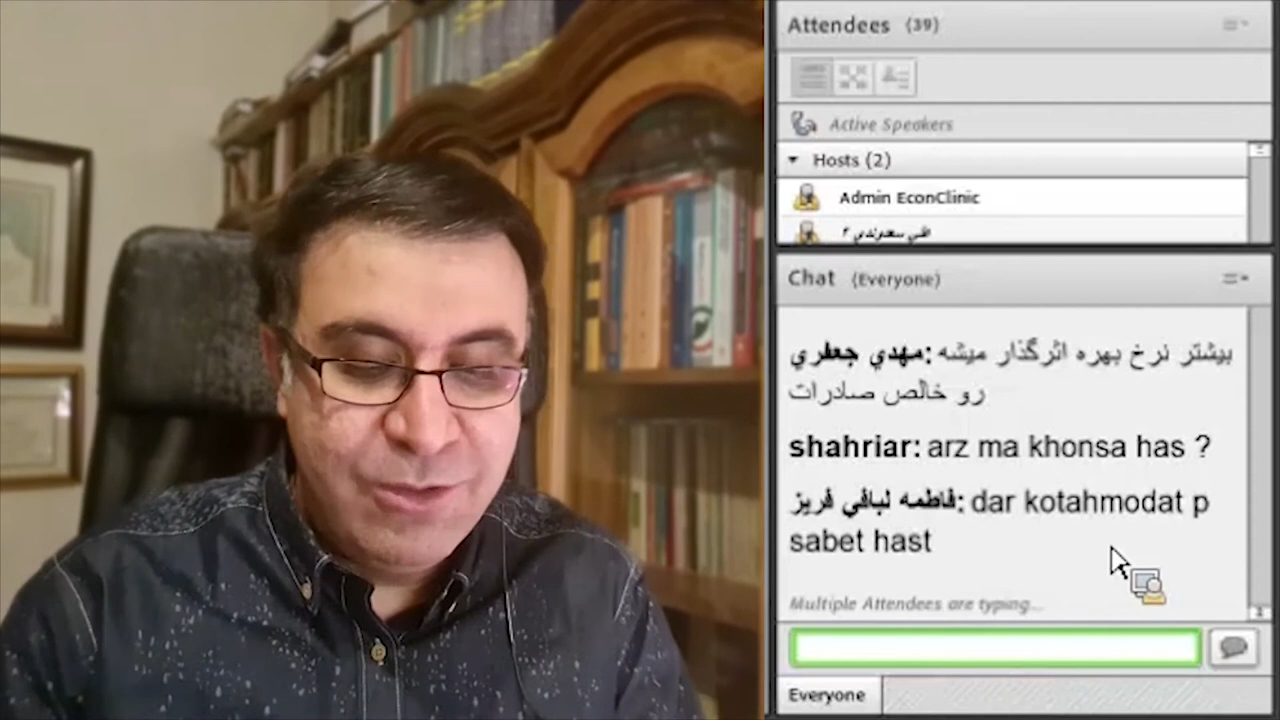 Attendees (39)
Active Speakers
Hosts (2)
Admin EconClinic
Chat (Everyone)
مهدي جعفري: بیشتر نرخ بهره اثرگذار میشه
رو خالص صادرات
shahriar: arz ma khonsa has ?
فاطمه لبافي فريز: dar kotahmodat p
sabet hast
Multiple Attendees are typing...
Everyone